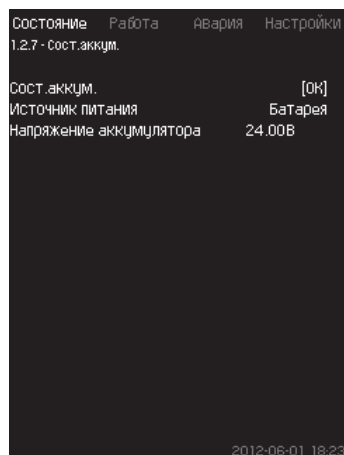 Состояние Работа Авария Настройки
1.2.7 - Сост.аккум.
Сост.аккум. [OK]
Источник питания Батарея
Напряжение аккумулятора 24.00В
2012-06-01 18:23